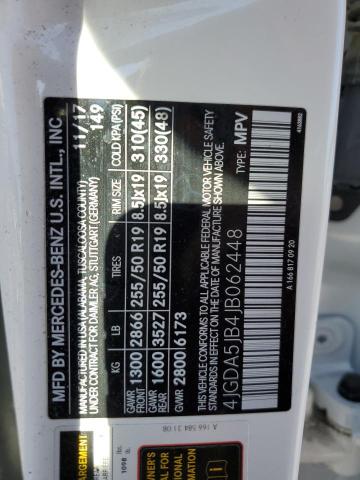 MFD BY MERCEDES-BENZ U.S. INTL., INC. 11/17
MANUFACTURED IN USA (ALABAMA, TUSCALOOSA COUNTY) 149
UNDER CONTRACT FOR DAIMLER AG, STUTTGART (GERMANY)
KG LB TIRES RIM SIZE COLD KPA (PSI)
GAWR FRONT 1300 2866 255/50 R19 8.5Jx19 310(45)
GAWR REAR 1600 3527 255/50 R19 8.5Jx19 330(48)
GVWR 2800 6173
THIS VEHICLE CONFORMS TO ALL APPLICABLE FEDERAL MOTOR VEHICLE SAFETY
STANDARDS IN EFFECT ON THE DATE OF MANUFACTURE SHOWN ABOVE
4JGDA5JB4JB062448 TYPE: MPV
A 166 817 09 20
4163882
A 166 584 31 08
lbs. 1098